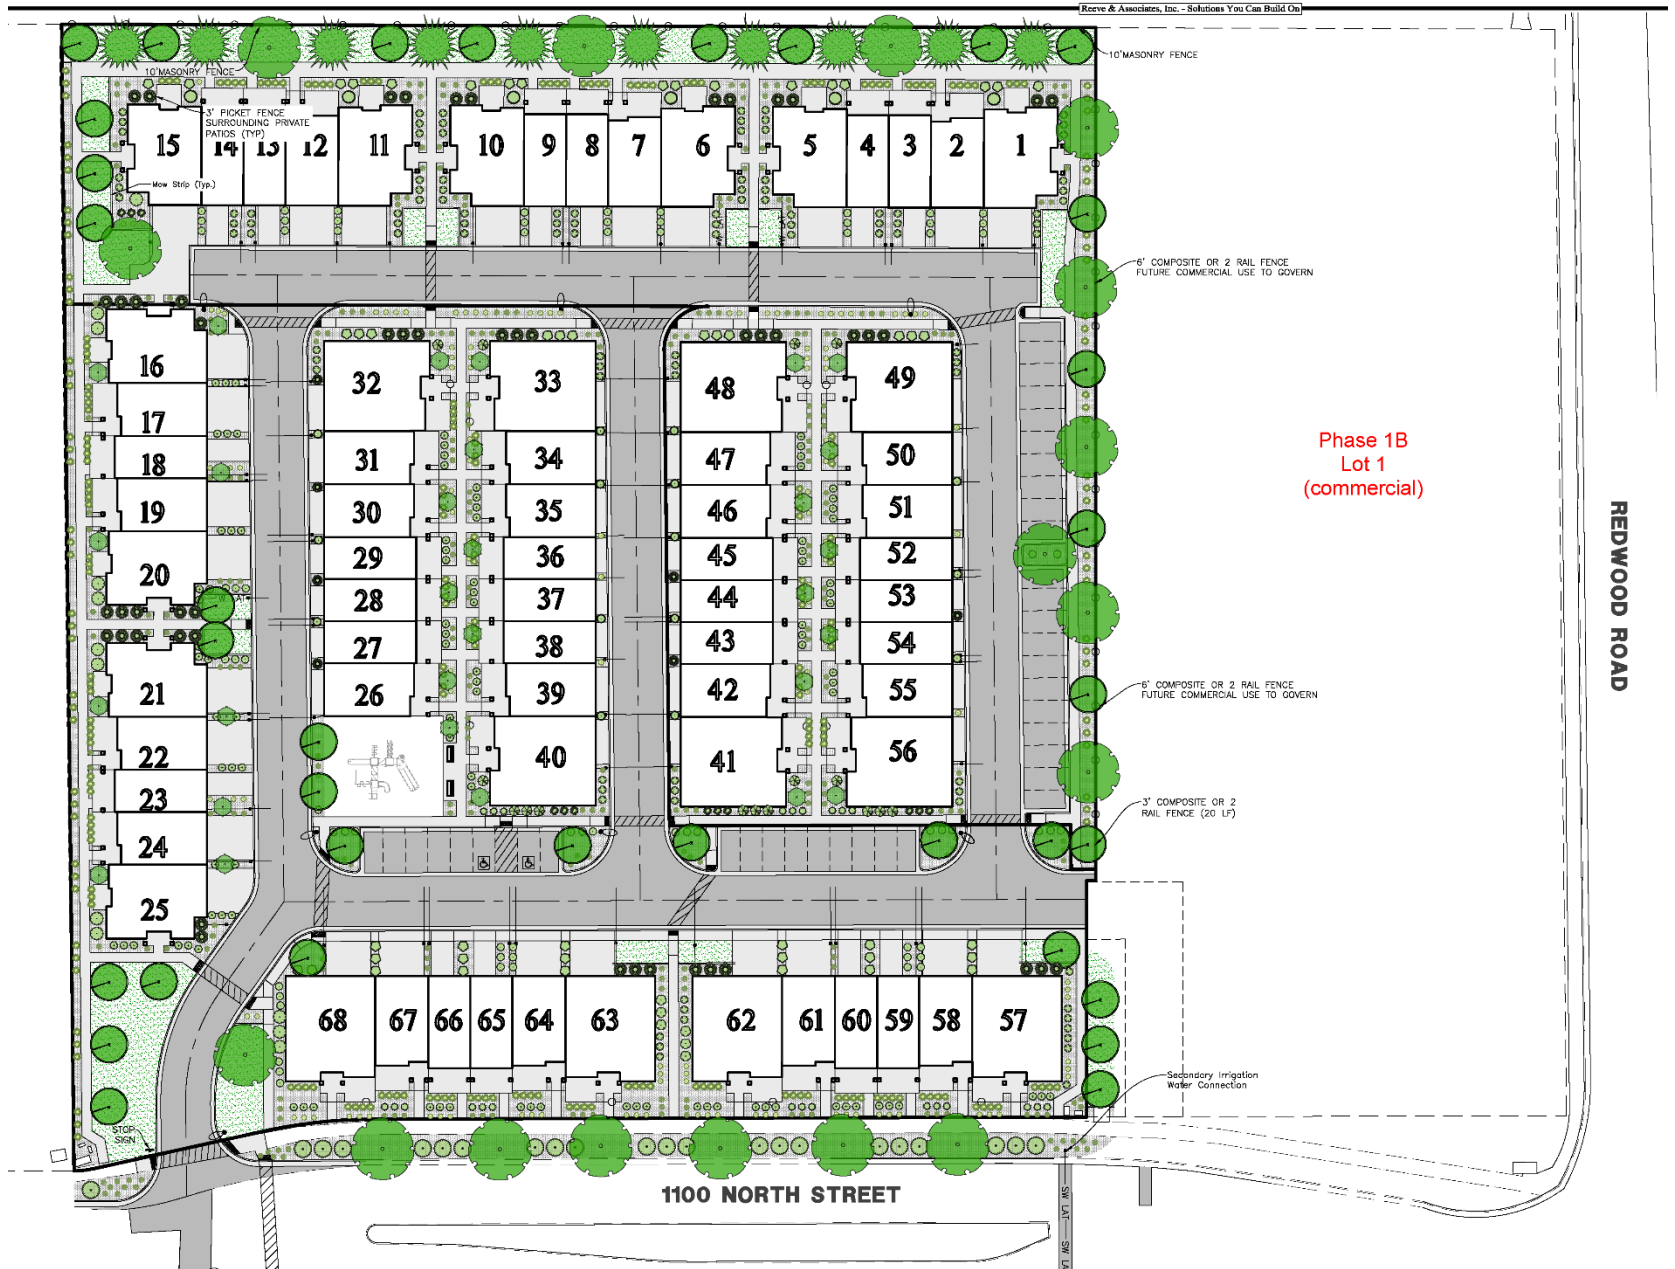 Reeve & Associates, Inc. - Solutions You Can Build On
10' MASONRY FENCE
10' MASONRY FENCE
3' PICKET FENCE
SURROUNDING PRIVATE
PATIOS (TYP)
15
14
13
12
11
10
9
8
7
6
5
4
3
2
1
Mow Strip (Typ.)
6' COMPOSITE OR 2 RAIL FENCE
FUTURE COMMERCIAL USE TO GOVERN
16
17
18
19
20
21
22
23
24
25
32
31
30
29
28
27
26
33
34
35
36
37
38
39
40
48
47
46
45
44
43
42
41
49
50
51
52
53
54
55
56
Phase 1B
Lot 1
(commercial)
REDWOOD ROAD
6' COMPOSITE OR 2 RAIL FENCE
FUTURE COMMERCIAL USE TO GOVERN
3' COMPOSITE OR 2
RAIL FENCE (20 LF)
68
67
66
65
64
63
62
61
60
59
58
57
Secondary Irrigation
Water Connection
STOP
SIGN
1100 NORTH STREET
SW LAT
SW LA